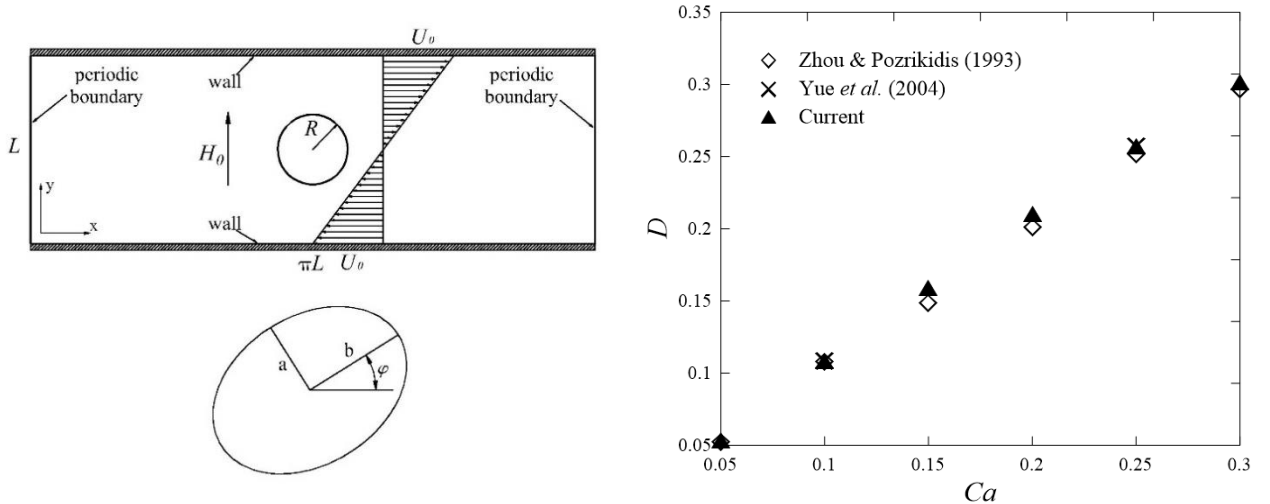 U₀
wall
periodic
boundary
periodic
boundary
R
L
H₀
y
x
wall
πL
U₀
a
b
φ
0.35
0.3
0.25
0.2
0.15
0.1
0.05
D
Zhou & Pozrikidis (1993)
Yue et al. (2004)
Current
0.05
0.1
0.15
0.2
0.25
0.3
Ca